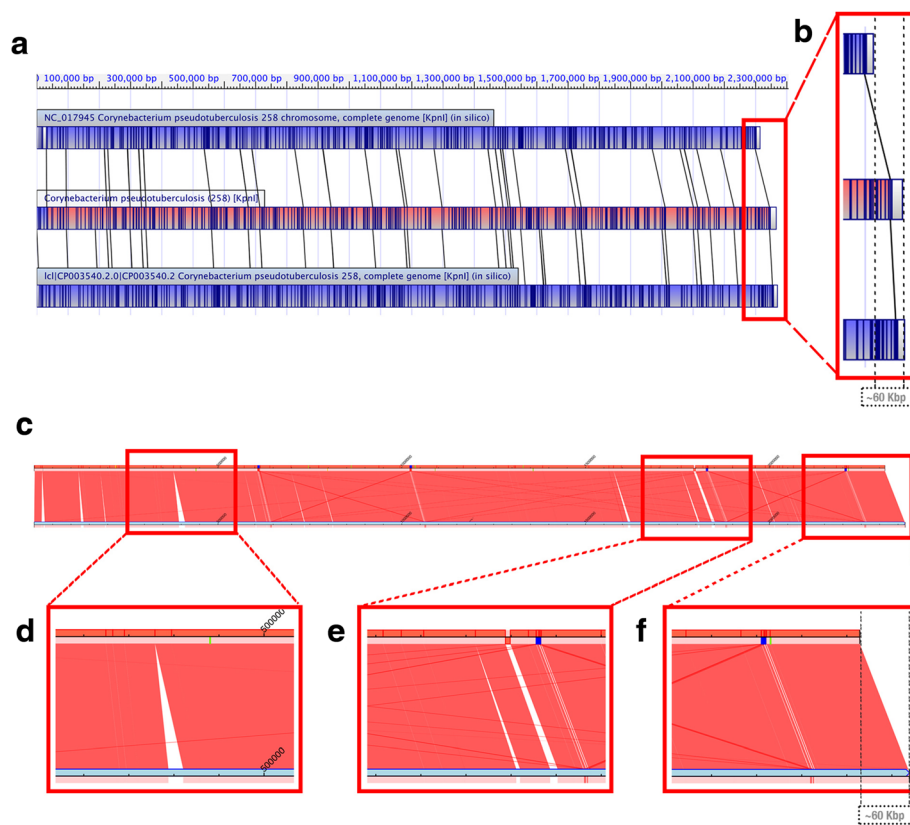 a
b
) 100,000 bp 300,000 bp 500,000 bp 700,000 bp 900,000 bp 1,100,000 bp 1,300,000 bp 1,500,000 bp 1,700,000 bp 1,900,000 bp 2,100,000 bp 2,300,000 bp
NC_017945 Corynebacterium pseudotuberculosis 258 chromosome, complete genome [KpnI] (in silico)
Corynebacterium pseudotuberculosis (258) [KpnI]
lcl|CP003540.2.0|CP003540.2 Corynebacterium pseudotuberculosis 258, complete genome [KpnI] (in silico)
~60 Kbp
c
d
500000
500000
e
f
~60 Kbp